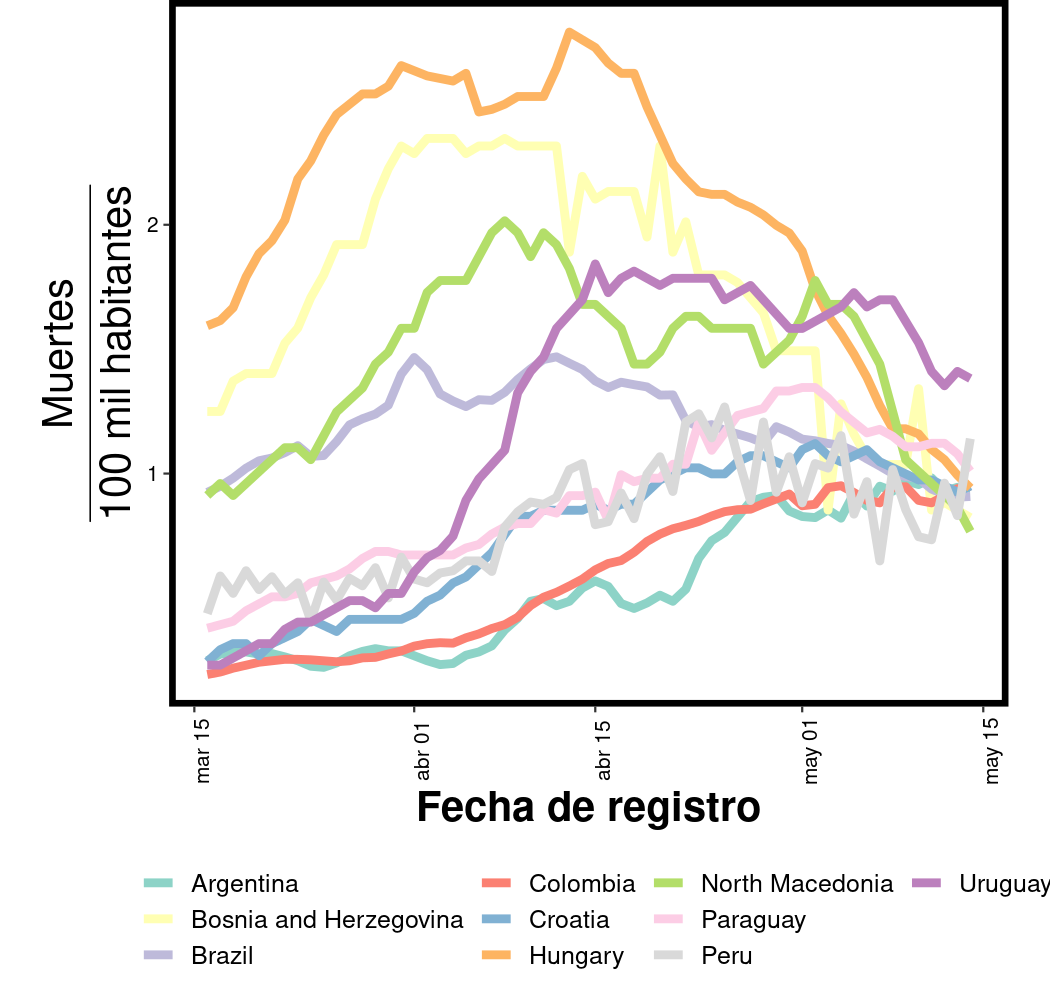 Muertes
100 mil habitantes
2
1
mar 15
abr 01
abr 15
may 01
may 15
Fecha de registro
Argentina
Bosnia and Herzegovina
Brazil
Colombia
Croatia
Hungary
North Macedonia
Paraguay
Peru
Uruguay